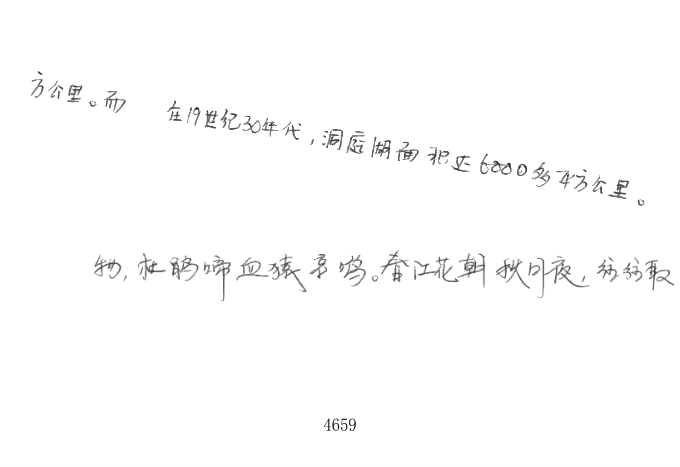 方公里。而 在19世纪30年代,洞庭湖面积达6000多平方公里。
物,杜鹃啼血猿哀鸣。春江花朝秋月夜,往往取
4659